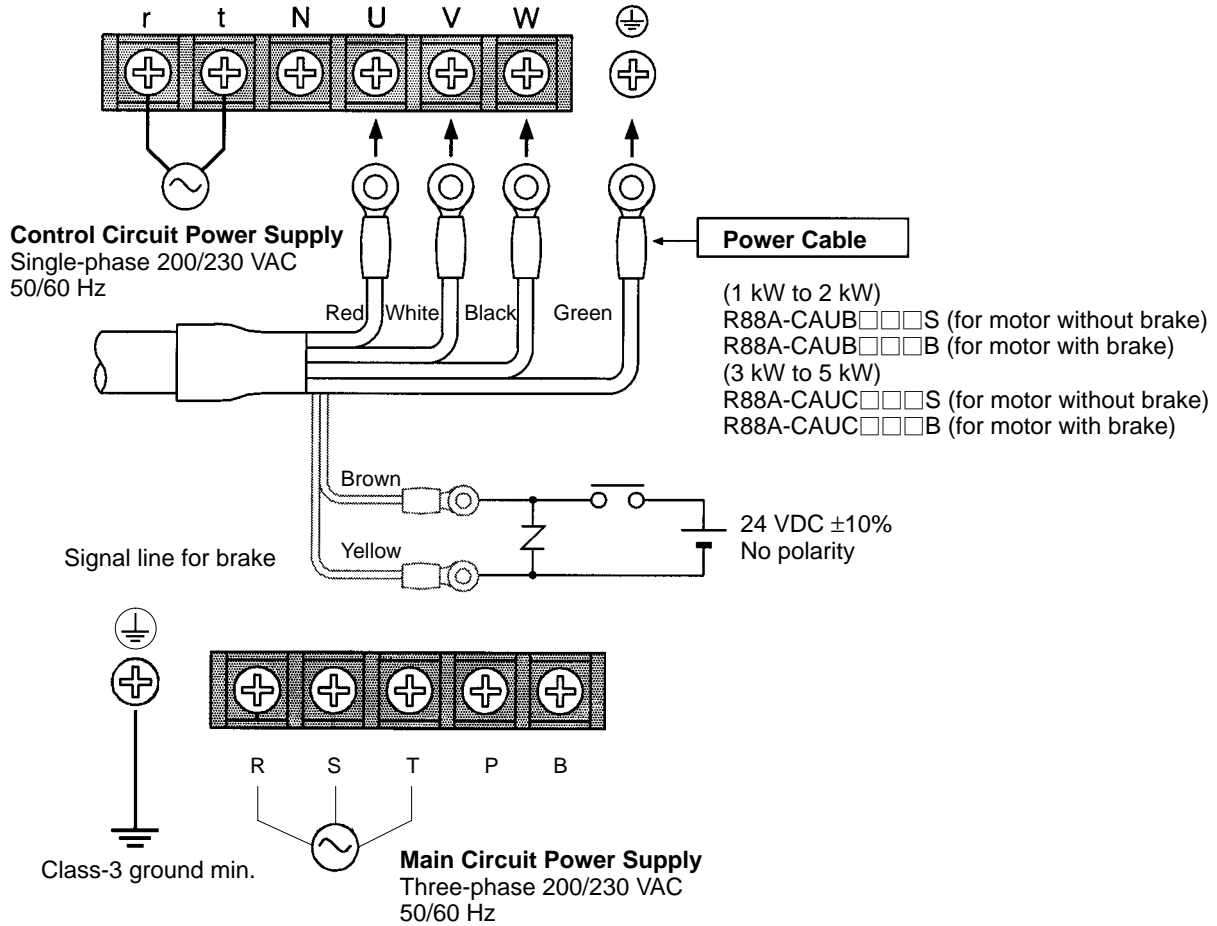 r t N U V W
Control Circuit Power Supply
Single-phase 200/230 VAC
50/60 Hz
Power Cable
Red White Black Green
(1 kW to 2 kW)
R88A-CAUB□□□S (for motor without brake)
R88A-CAUB□□□B (for motor with brake)
(3 kW to 5 kW)
R88A-CAUC□□□S (for motor without brake)
R88A-CAUC□□□B (for motor with brake)
Brown
24 VDC ±10%
No polarity
Signal line for brake
Yellow
R S T P B
Class-3 ground min.
Main Circuit Power Supply
Three-phase 200/230 VAC
50/60 Hz